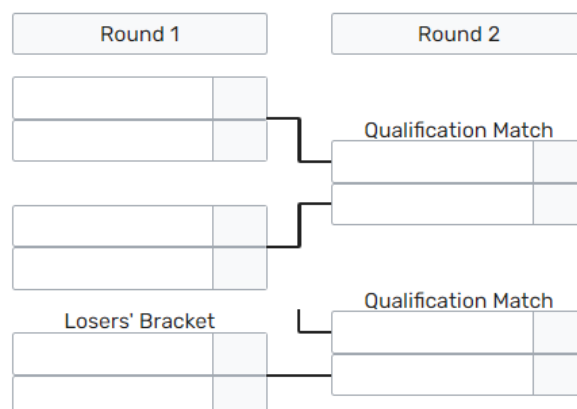 Round 1
Round 2
Qualification Match
Qualification Match
Losers' Bracket